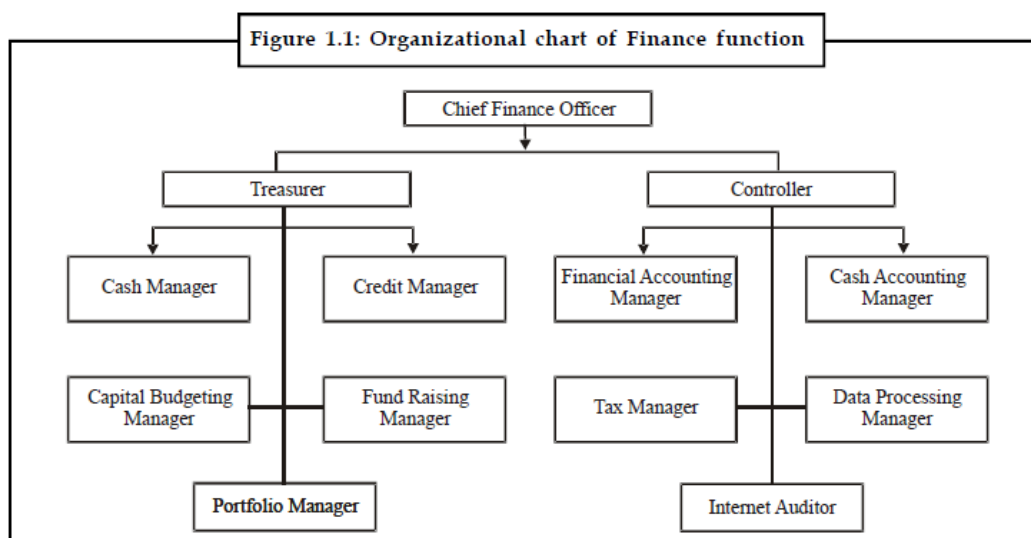 Figure 1.1: Organizational chart of Finance function
Chief Finance Officer
Treasurer
Controller
Cash Manager
Credit Manager
Financial Accounting
Manager
Cash Accounting
Manager
Capital Budgeting
Manager
Fund Raising
Manager
Tax Manager
Data Processing
Manager
Portfolio Manager
Internet Auditor